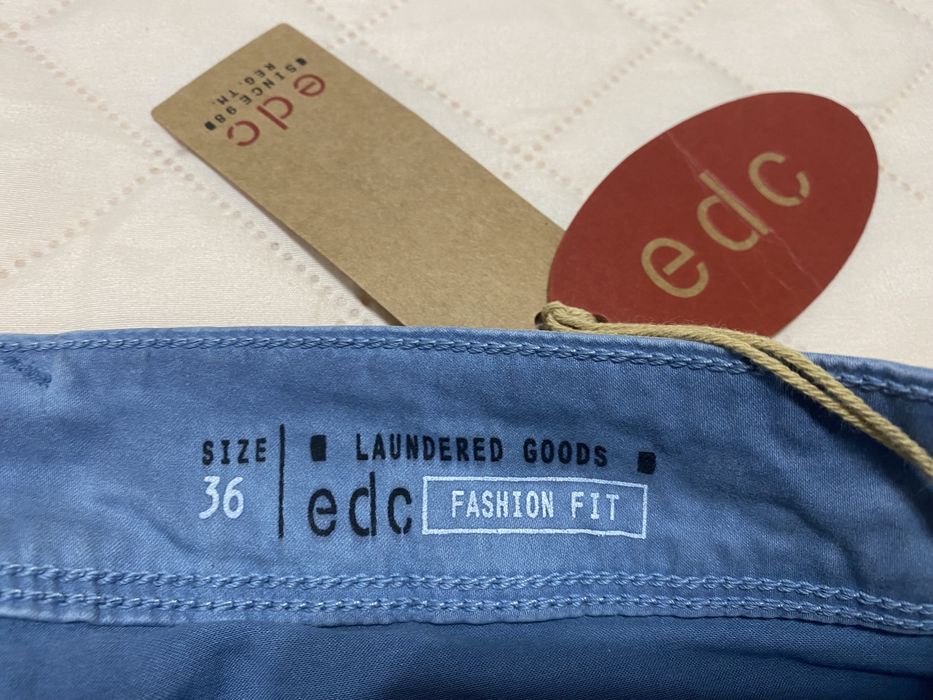 edc
SINCE 98
REG. TM.
edc
SIZE
36
LAUNDERED GOODS
edc
FASHION FIT